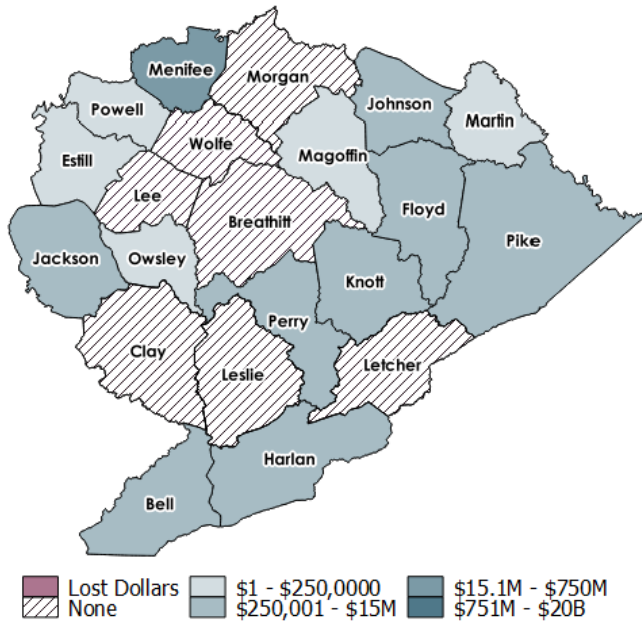 Menifee
Morgan
Powell
Johnson
Martin
Wolfe
Magoffin
Estill
Lee
Breathitt
Floyd
Pike
Jackson
Owsley
Knott
Perry
Clay
Leslie
Letcher
Harlan
Bell
Lost Dollars $1 - $250,0000 $15.1M - $750M
None $250,001 - $15M $751M - $20B